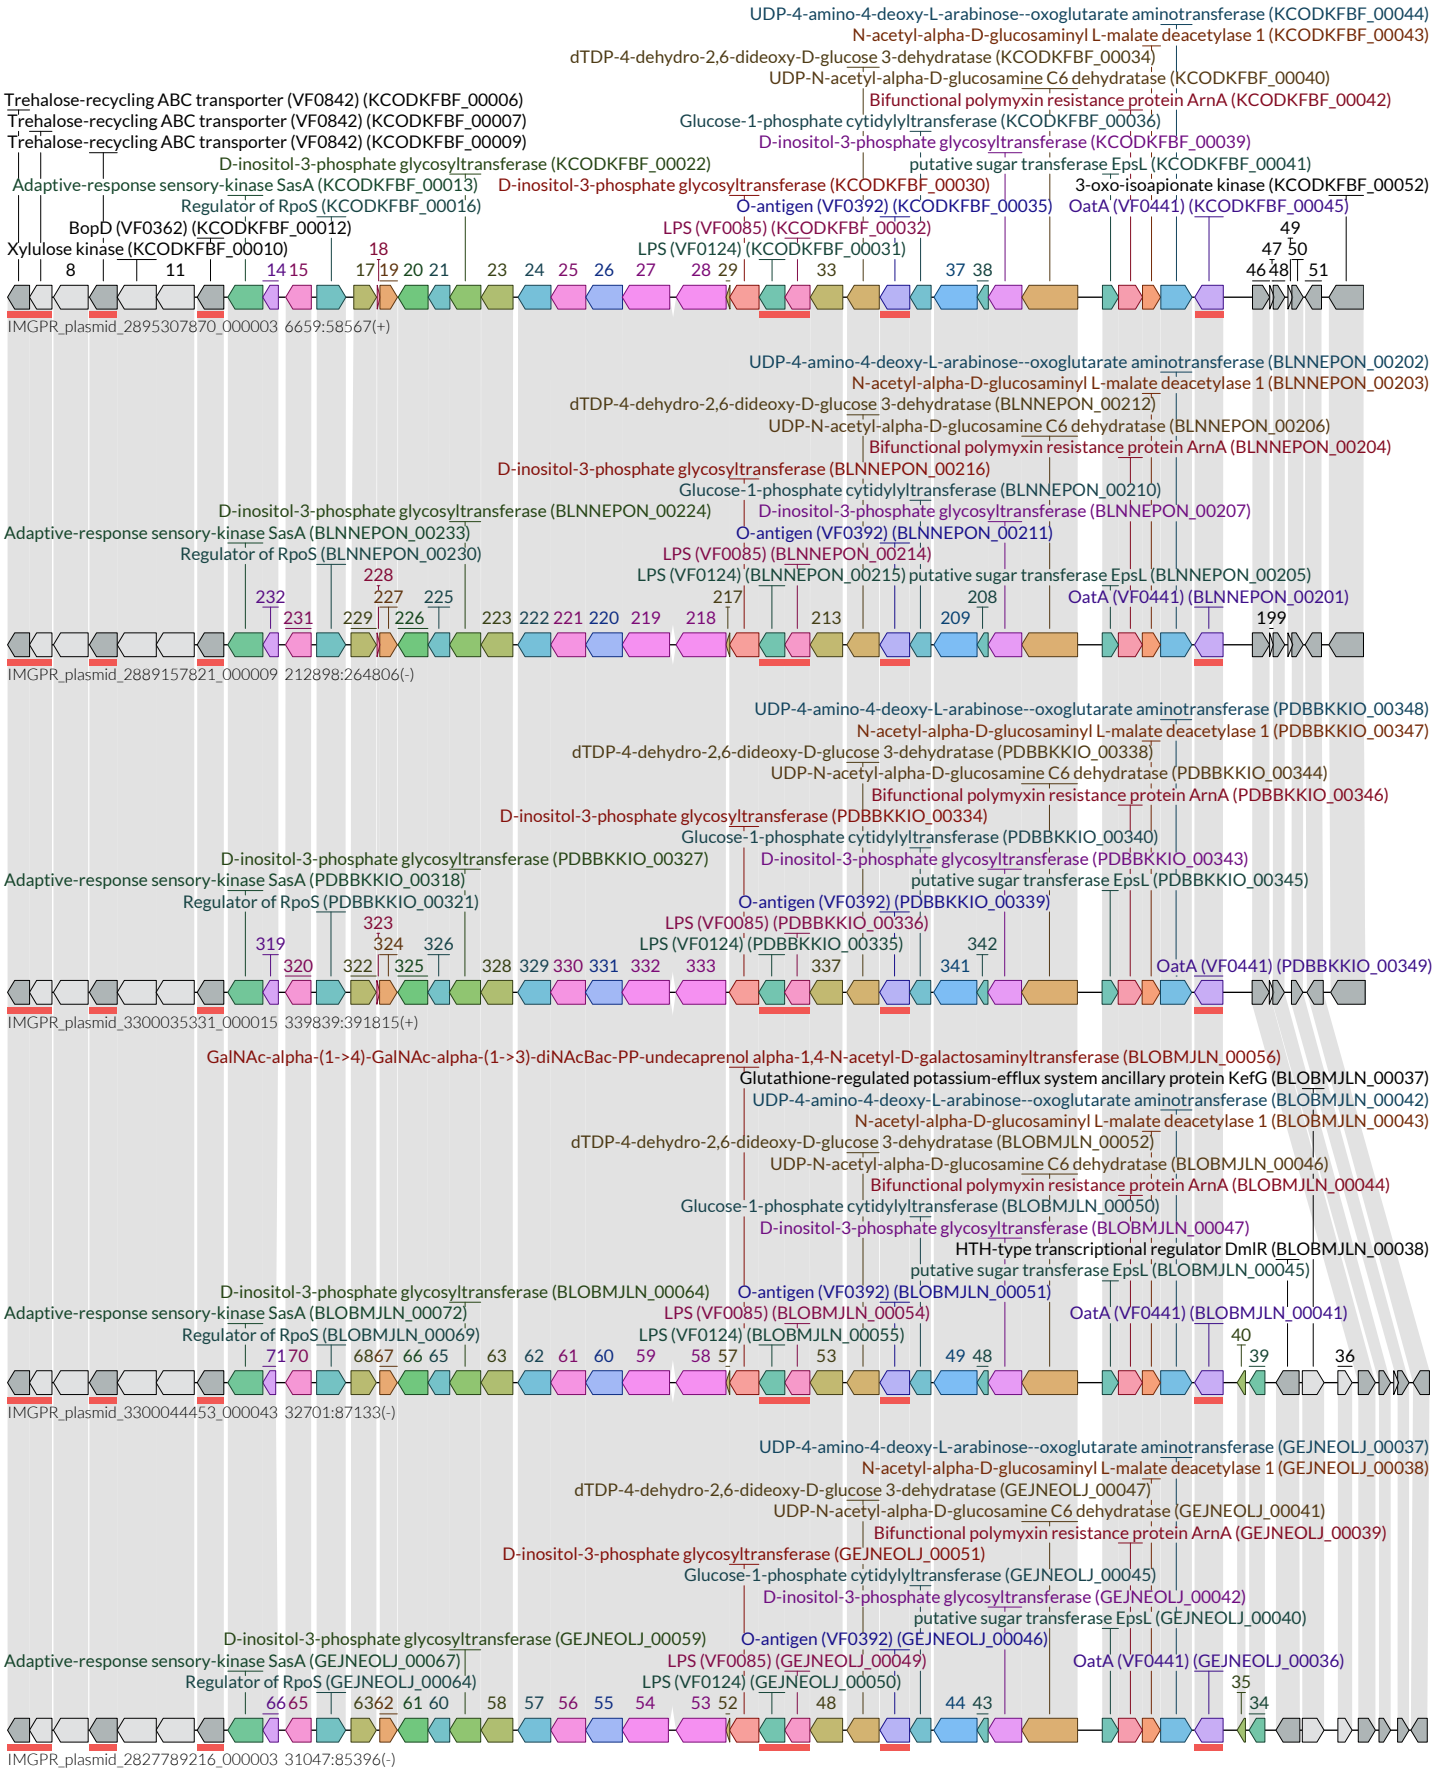 UDP-4-amino-4-deoxy-L-arabinose--oxoglutarate aminotransferase (KCODKFBF_00044)
N-acetyl-alpha-D-glucosaminyl L-malate deacetylase 1 (KCODKFBF_00043)
dTDP-4-dehydro-2,6-dideoxy-D-glucose 3-dehydratase (KCODKFBF_00034)
UDP-N-acetyl-alpha-D-glucosamine C6 dehydratase (KCODKFBF_00040)
Trehalose-recycling ABC transporter (VF0842) (KCODKFBF_00006) Bifunctional polymyxin resistance protein ArnA (KCODKFBF_00042)
Trehalose-recycling ABC transporter (VF0842) (KCODKFBF_00007) Glucose-1-phosphate cytidylyltransferase (KCODKFBF_00036)
Trehalose-recycling ABC transporter (VF0842) (KCODKFBF_00009) D-inositol-3-phosphate glycosyltransferase (KCODKFBF_00039)
D-inositol-3-phosphate glycosyltransferase (KCODKFBF_00022) putative sugar transferase EpsL (KCODKFBF_00041)
Adaptive-response sensory-kinase SasA (KCODKFBF_00013) D-inositol-3-phosphate glycosyltransferase (KCODKFBF_00030) 3-oxo-isoapionate kinase (KCODKFBF_00052)
Regulator of RpoS (KCODKFBF_00016) O-antigen (VF0392) (KCODKFBF_00035) OatA (VF0441) (KCODKFBF_00045)
BopD (VF0362) (KCODKFBF_00012) LPS (VF0085) (KCODKFBF_00032) 49
Xylulose kinase (KCODKFBF_00010) 18 LPS (VF0124) (KCODKFBF_00031) 47 50
8 11 14 15 17 19 20 21 23 24 25 26 27 28 29 33 37 38 46 48 51
IMGPR_plasmid_2895307870_000003 6659:58567(+)
UDP-4-amino-4-deoxy-L-arabinose--oxoglutarate aminotransferase (BLNNEPON_00202)
N-acetyl-alpha-D-glucosaminyl L-malate deacetylase 1 (BLNNEPON_00203)
dTDP-4-dehydro-2,6-dideoxy-D-glucose 3-dehydratase (BLNNEPON_00212)
UDP-N-acetyl-alpha-D-glucosamine C6 dehydratase (BLNNEPON_00206)
Bifunctional polymyxin resistance protein ArnA (BLNNEPON_00204)
D-inositol-3-phosphate glycosyltransferase (BLNNEPON_00216)
Glucose-1-phosphate cytidylyltransferase (BLNNEPON_00210)
D-inositol-3-phosphate glycosyltransferase (BLNNEPON_00224) D-inositol-3-phosphate glycosyltransferase (BLNNEPON_00207)
Adaptive-response sensory-kinase SasA (BLNNEPON_00233) O-antigen (VF0392) (BLNNEPON_00211)
Regulator of RpoS (BLNNEPON_00230) LPS (VF0085) (BLNNEPON_00214)
228 LPS (VF0124) (BLNNEPON_00215) putative sugar transferase EpsL (BLNNEPON_00205)
232 227 225 217 208 OatA (VF0441) (BLNNEPON_00201)
231 229 226 223 222 221 220 219 218 213 209 199
IMGPR_plasmid_2889157821_000009 212898:264806(-)
UDP-4-amino-4-deoxy-L-arabinose--oxoglutarate aminotransferase (PDBBKKIO_00348)
N-acetyl-alpha-D-glucosaminyl L-malate deacetylase 1 (PDBBKKIO_00347)
dTDP-4-dehydro-2,6-dideoxy-D-glucose 3-dehydratase (PDBBKKIO_00338)
UDP-N-acetyl-alpha-D-glucosamine C6 dehydratase (PDBBKKIO_00344)
Bifunctional polymyxin resistance protein ArnA (PDBBKKIO_00346)
D-inositol-3-phosphate glycosyltransferase (PDBBKKIO_00334)
Glucose-1-phosphate cytidylyltransferase (PDBBKKIO_00340)
D-inositol-3-phosphate glycosyltransferase (PDBBKKIO_00327) D-inositol-3-phosphate glycosyltransferase (PDBBKKIO_00343)
Adaptive-response sensory-kinase SasA (PDBBKKIO_00318) putative sugar transferase EpsL (PDBBKKIO_00345)
Regulator of RpoS (PDBBKKIO_00321) O-antigen (VF0392) (PDBBKKIO_00339)
323 LPS (VF0085) (PDBBKKIO_00336)
319 324 326 LPS (VF0124) (PDBBKKIO_00335) 342
320 322 325 328 329 330 331 332 333 337 341 OatA (VF0441) (PDBBKKIO_00349)
IMGPR_plasmid_3300035331_000015 339839:391815(+)
GalNAc-alpha-(1->4)-GalNAc-alpha-(1->3)-diNAcBac-PP-undecaprenol alpha-1,4-N-acetyl-D-galactosaminyltransferase (BLOBMJLN_00056)
Glutathione-regulated potassium-efflux system ancillary protein KefG (BLOBMJLN_00037)
UDP-4-amino-4-deoxy-L-arabinose--oxoglutarate aminotransferase (BLOBMJLN_00042)
N-acetyl-alpha-D-glucosaminyl L-malate deacetylase 1 (BLOBMJLN_00043)
dTDP-4-dehydro-2,6-dideoxy-D-glucose 3-dehydratase (BLOBMJLN_00052)
UDP-N-acetyl-alpha-D-glucosamine C6 dehydratase (BLOBMJLN_00046)
Bifunctional polymyxin resistance protein ArnA (BLOBMJLN_00044)
Glucose-1-phosphate cytidylyltransferase (BLOBMJLN_00050)
D-inositol-3-phosphate glycosyltransferase (BLOBMJLN_00047)
HTH-type transcriptional regulator DmlR (BLOBMJLN_00038)
putative sugar transferase EpsL (BLOBMJLN_00045)
D-inositol-3-phosphate glycosyltransferase (BLOBMJLN_00064) O-antigen (VF0392) (BLOBMJLN_00051)
Adaptive-response sensory-kinase SasA (BLOBMJLN_00072) LPS (VF0085) (BLOBMJLN_00054) OatA (VF0441) (BLOBMJLN_00041)
Regulator of RpoS (BLOBMJLN_00069) LPS (VF0124) (BLOBMJLN_00055) 40
71 70 68 67 66 65 63 62 61 60 59 58 57 53 49 48 39 36
IMGPR_plasmid_3300044453_000043 32701:87133(-)
UDP-4-amino-4-deoxy-L-arabinose--oxoglutarate aminotransferase (GEJNEOLJ_00037)
N-acetyl-alpha-D-glucosaminyl L-malate deacetylase 1 (GEJNEOLJ_00038)
dTDP-4-dehydro-2,6-dideoxy-D-glucose 3-dehydratase (GEJNEOLJ_00047)
UDP-N-acetyl-alpha-D-glucosamine C6 dehydratase (GEJNEOLJ_00041)
Bifunctional polymyxin resistance protein ArnA (GEJNEOLJ_00039)
D-inositol-3-phosphate glycosyltransferase (GEJNEOLJ_00051)
Glucose-1-phosphate cytidylyltransferase (GEJNEOLJ_00045)
D-inositol-3-phosphate glycosyltransferase (GEJNEOLJ_00042)
putative sugar transferase EpsL (GEJNEOLJ_00040)
D-inositol-3-phosphate glycosyltransferase (GEJNEOLJ_00059) O-antigen (VF0392) (GEJNEOLJ_00046)
Adaptive-response sensory-kinase SasA (GEJNEOLJ_00067) LPS (VF0085) (GEJNEOLJ_00049) OatA (VF0441) (GEJNEOLJ_00036)
Regulator of RpoS (GEJNEOLJ_00064) LPS (VF0124) (GEJNEOLJ_00050) 35
66 65 63 62 61 60 58 57 56 55 54 53 52 48 44 43 34
IMGPR_plasmid_2827789216_000003 31047:85396(-)